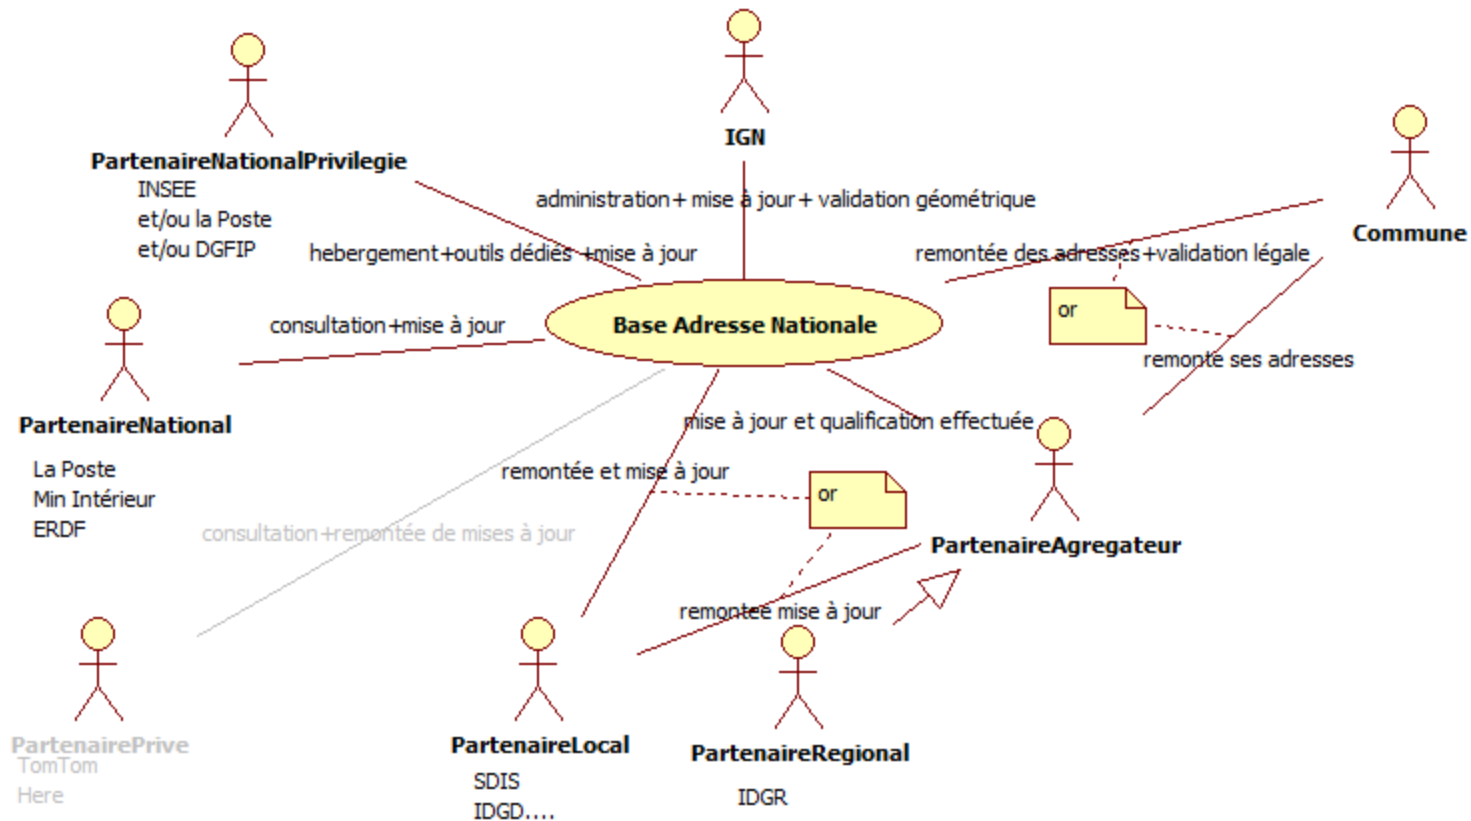 IGN
PartenaireNationalPrivilegie
INSEE
et/ou la Poste
et/ou DGFIP
administration+ mise à jour+ validation géométrique
Commune
hebergement+outils dédiés +mise à jour
remontée des adresses+validation légale
or
consultation+mise à jour
Base Adresse Nationale
remonte ses adresses
PartenaireNational
La Poste
Min Intérieur
ERDF
mise à jour et qualification effectuée
remontée et mise à jour
or
consultation+remontée de mises à jour
PartenaireAgregateur
remontee mise à jour
PartenairePrive
TomTom
Here
PartenaireLocal
SDIS
IDGD....
PartenaireRegional
IDGR